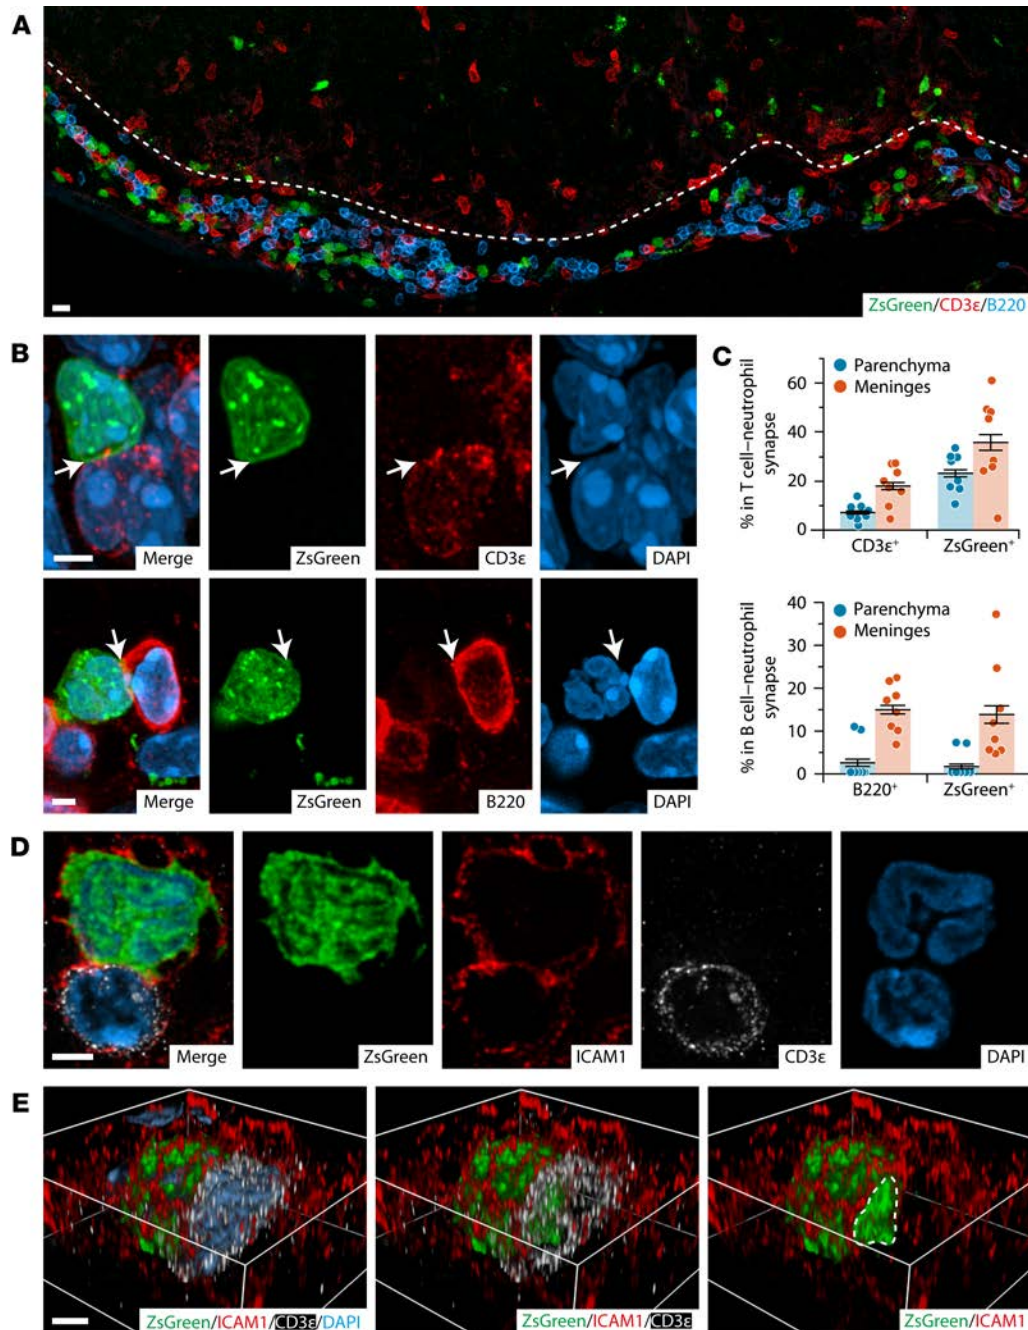 A
ZsGreen/CD3ε/B220
B
Merge
ZsGreen
CD3ε
DAPI
Merge
ZsGreen
B220
DAPI
C
Parenchyma
Meninges
% in T cell–neutrophil
synapse
60
40
20
0
CD3ε⁺
ZsGreen⁺
Parenchyma
Meninges
% in B cell–neutrophil
synapse
40
30
20
10
0
B220⁺
ZsGreen⁺
D
Merge
ZsGreen
ICAM1
CD3ε
DAPI
E
ZsGreen/ICAM1/CD3ε/DAPI
ZsGreen/ICAM1/CD3ε
ZsGreen/ICAM1